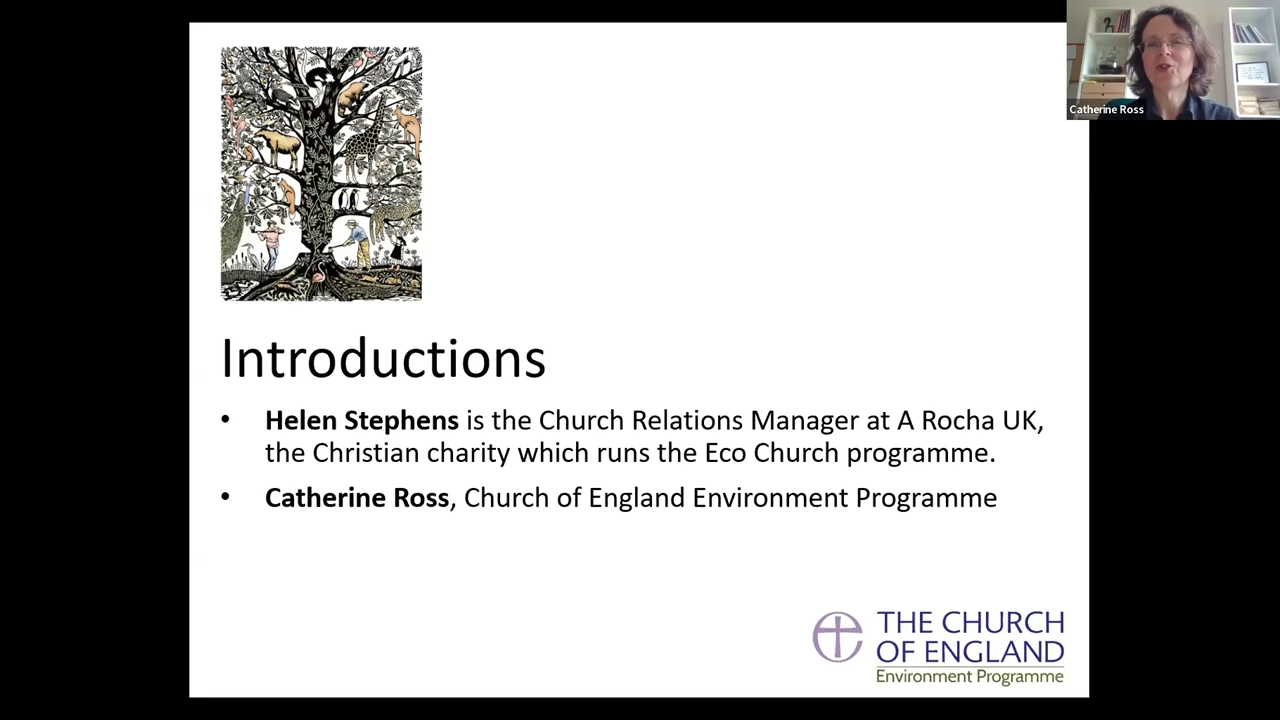 Catherine Ross
Introductions
• Helen Stephens is the Church Relations Manager at A Rocha UK,
the Christian charity which runs the Eco Church programme.
• Catherine Ross, Church of England Environment Programme
THE CHURCH
OF ENGLAND
Environment Programme